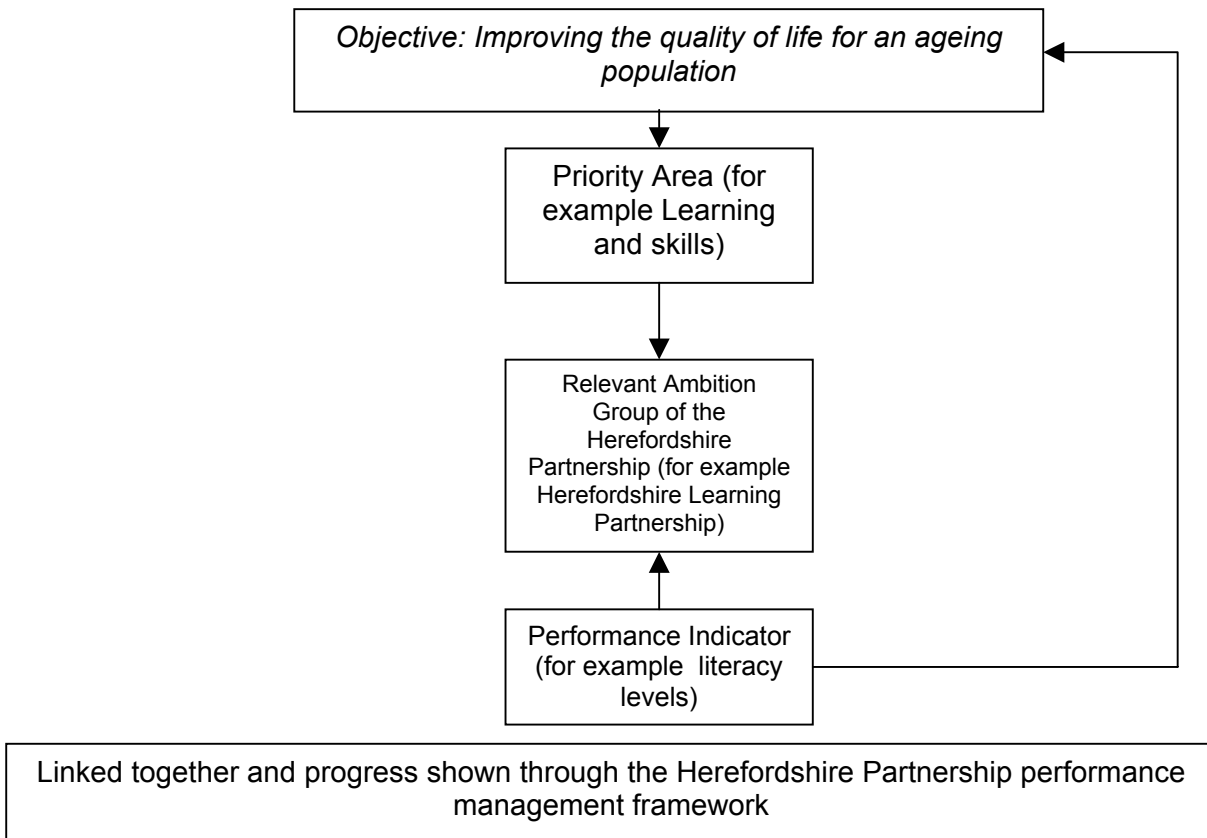 Objective: Improving the quality of life for an ageing
population
Priority Area (for
example Learning
and skills)
Relevant Ambition
Group of the
Herefordshire
Partnership (for example
Herefordshire Learning
Partnership)
Performance Indicator
(for example  literacy
levels)
Linked together and progress shown through the Herefordshire Partnership performance
management framework